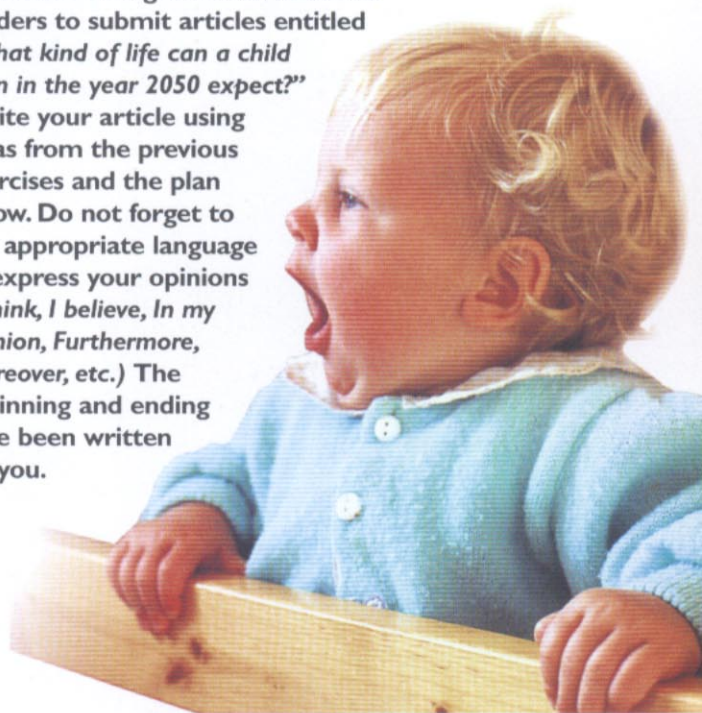 ders to submit articles entitled
hat kind of life can a child
n in the year 2050 expect?”
ite your article using
as from the previous
rcises and the plan
ow. Do not forget to
appropriate language
express your opinions
hink, I believe, In my
nion, Furthermore,
reover, etc.) The
inning and ending
e been written
you.